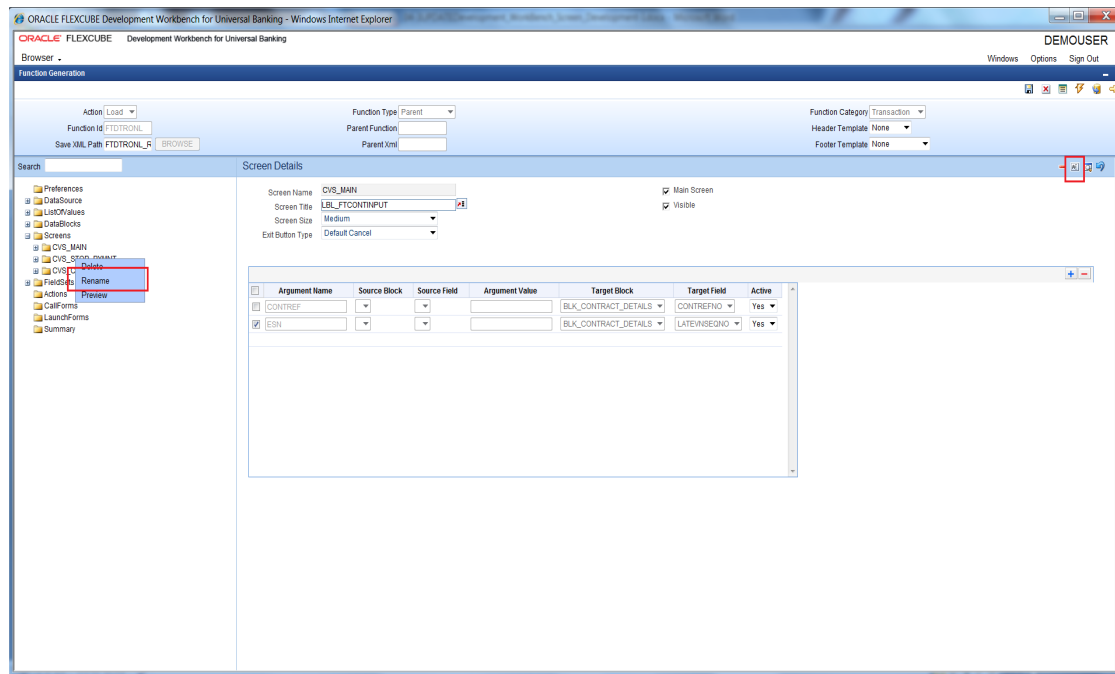 ORACLE FLEXCUBE Development Workbench for Universal Banking - Windows Internet Explorer
ORACLE FLEXCUBE Development Workbench for Universal Banking
DEMOUSER
Browser
Windows Options Sign Out
Function Generation
Action Load
Function Type Parent
Function Category Transaction
Function Id FTDTRONL
Parent Function
Header Template None
Save XML Path FTDTRONL_R BROWSE
Parent Xml
Footer Template None
Search
Screen Details
Preferences
DataSource
ListOfValues
DataBlocks
Screens
CVS_MAIN
CVS_STOP_PYMNT
FieldSets
Actions
CallForms
LaunchForms
Summary
Delete
Rename
Preview
Screen Name CVS_MAIN
Main Screen
Screen Title LBL_FTCONTINPUT
Visible
Screen Size Medium
Exit Button Type Default Cancel
Argument Name Source Block Source Field Argument Value Target Block Target Field Active
CONTREF BLK_CONTRACT_DETAILS CONTREFNO Yes
ESN BLK_CONTRACT_DETAILS LATEVNSEQNO Yes